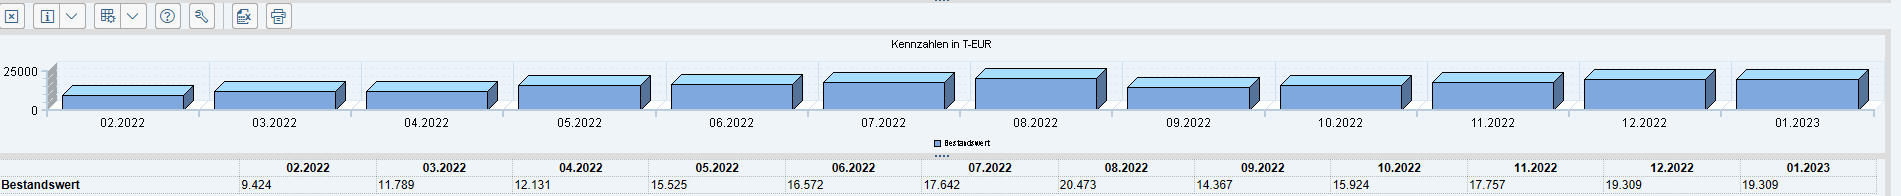 Kennzahlen in T-EUR
25000
0
02.2022 03.2022 04.2022 05.2022 06.2022 07.2022 08.2022 09.2022 10.2022 11.2022 12.2022 01.2023
Bestandswert
02.2022 03.2022 04.2022 05.2022 06.2022 07.2022 08.2022 09.2022 10.2022 11.2022 12.2022 01.2023
Bestandswert 9.424 11.789 12.131 15.525 16.572 17.642 20.473 14.367 15.924 17.757 19.309 19.309